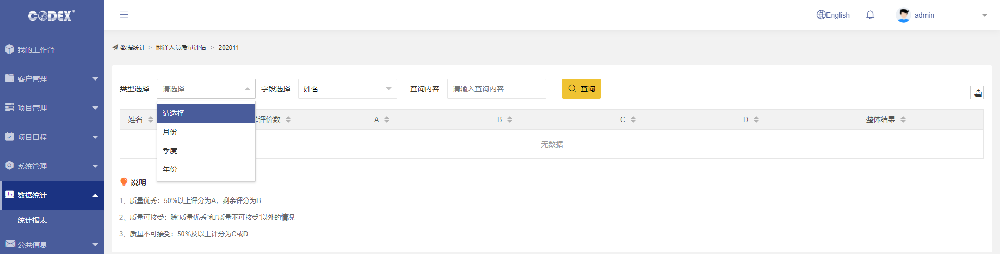 CODEX®
English
admin
我的工作台
客户管理
项目管理
项目日程
系统管理
数据统计
统计报表
公共信息
数据统计 > 翻译人员质量评估 > 202011
类型选择 请选择 字段选择 姓名 查询内容 请输入查询内容 查询
请选择
月份
季度
年份
姓名 评价数 A B C D 整体结果
无数据
说明
1、质量优秀：50%以上评分为A，剩余评分为B
2、质量可接受：除“质量优秀”和“质量不可接受”以外的情况
3、质量不可接受：50%及以上评分为C或D